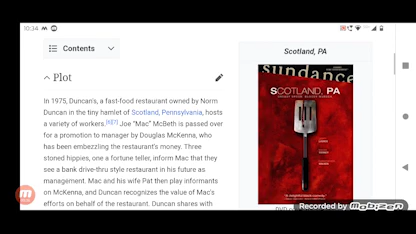 10:34
Contents
Scotland, PA
Plot
In 1975, Duncan's, a fast-food restaurant owned by Norm
Duncan in the tiny hamlet of Scotland, Pennsylvania, hosts
a variety of workers.[6][7] Joe "Mac" McBeth is passed over
for a promotion to manager by Douglas McKenna, who
has been embezzling the restaurant's money. Three
stoned hippies, one a fortune teller, inform Mac that they
see a bank drive-thru style restaurant in his future as
management. Mac and his wife Pat then play informants
on McKenna, and Duncan recognizes the value of Mac's
efforts on behalf of the restaurant. Duncan shares with
sundance
SCOTLAND, PA
Recorded by
Mobizen